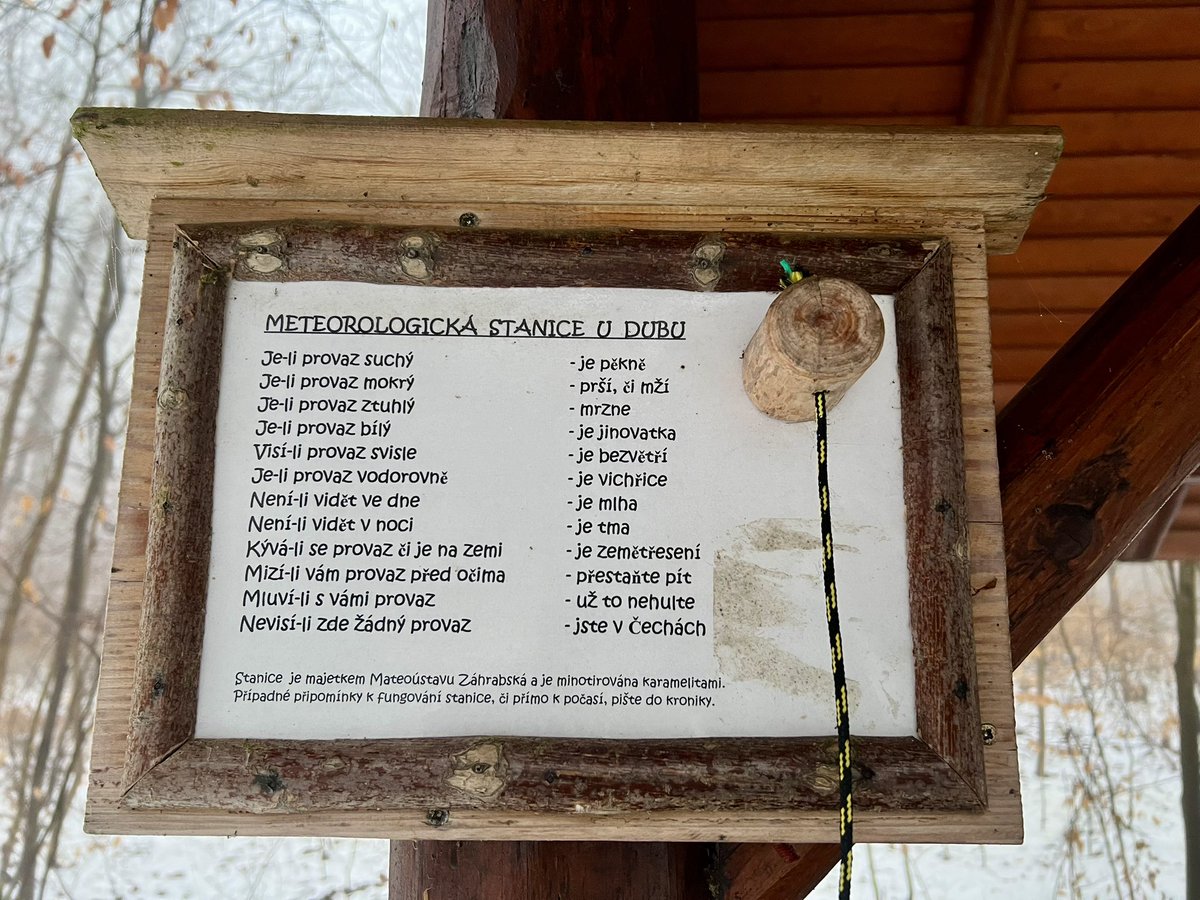 METEOROLOGICKÁ STANICE U DUBU
Je-li provaz suchý - je pěkně
Je-li provaz mokrý - prší, či mží
Je-li provaz ztuhlý - mrzne
Je-li provaz bílý - je jinovatka
Visí-li provaz svisle - je bezvětří
Je-li provaz vodorovně - je vichřice
Není-li vidět ve dne - je mlha
Není-li vidět v noci - je tma
Kývá-li se provaz či je na zemi - je zemětřesení
Mizí-li vám provaz před očima - přestaňte pít
Mluví-li s vámi provaz - už to nehulte
Nevisí-li zde žádný provaz - jste v Čechách
Stanice je majetkem Mateoústavu Záhrabská a je minotirována karamelitami.
Případné připomínky k fungování stanice, či přímo k počasí, pište do kroniky.